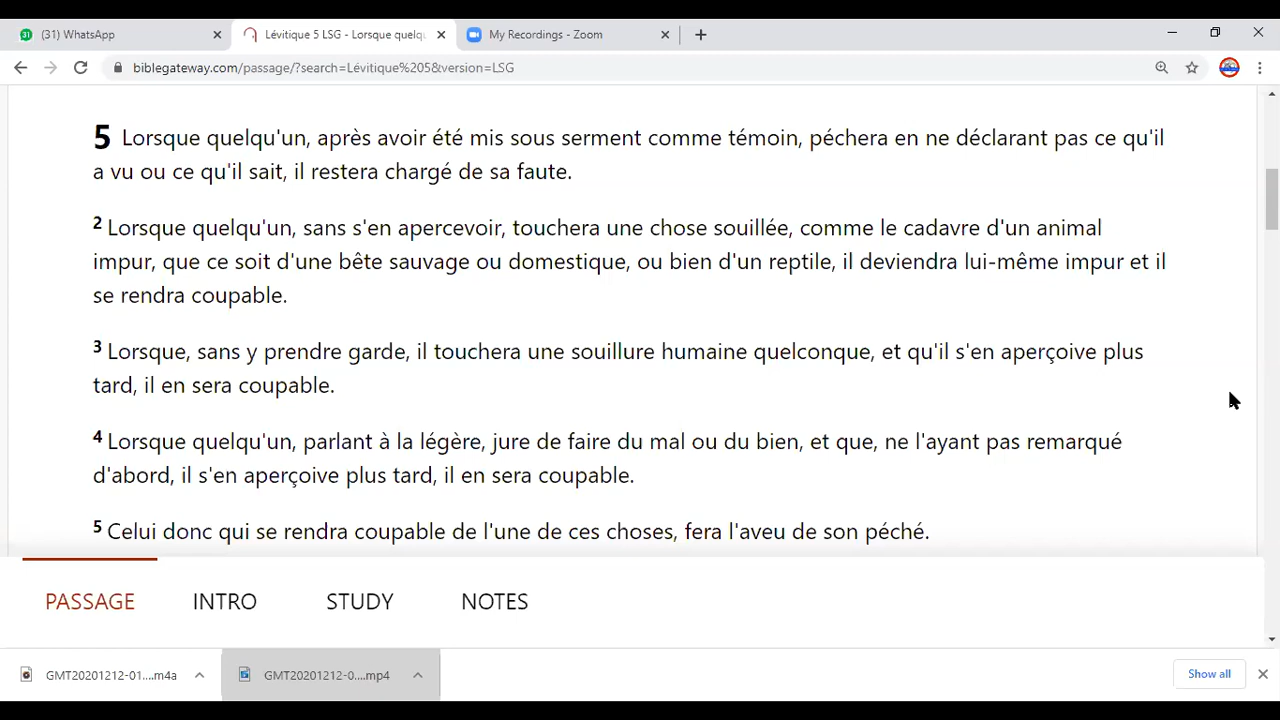 (31) WhatsApp
Lévitique 5 LSG - Lorsque quelqu
My Recordings - Zoom
biblegateway.com/passage/?search=Lévitique%205&version=LSG
5 Lorsque quelqu'un, après avoir été mis sous serment comme témoin, péchera en ne déclarant pas ce qu'il
a vu ou ce qu'il sait, il restera chargé de sa faute.
2 Lorsque quelqu'un, sans s'en apercevoir, touchera une chose souillée, comme le cadavre d'un animal
impur, que ce soit d'une bête sauvage ou domestique, ou bien d'un reptile, il deviendra lui-même impur et il
se rendra coupable.
3 Lorsque, sans y prendre garde, il touchera une souillure humaine quelconque, et qu'il s'en aperçoive plus
tard, il en sera coupable.
4 Lorsque quelqu'un, parlant à la légère, jure de faire du mal ou du bien, et que, ne l'ayant pas remarqué
d'abord, il s'en aperçoive plus tard, il en sera coupable.
5 Celui donc qui se rendra coupable de l'une de ces choses, fera l'aveu de son péché.
PASSAGE INTRO STUDY NOTES
GMT20201212-01....m4a
GMT20201212-0....mp4
Show all